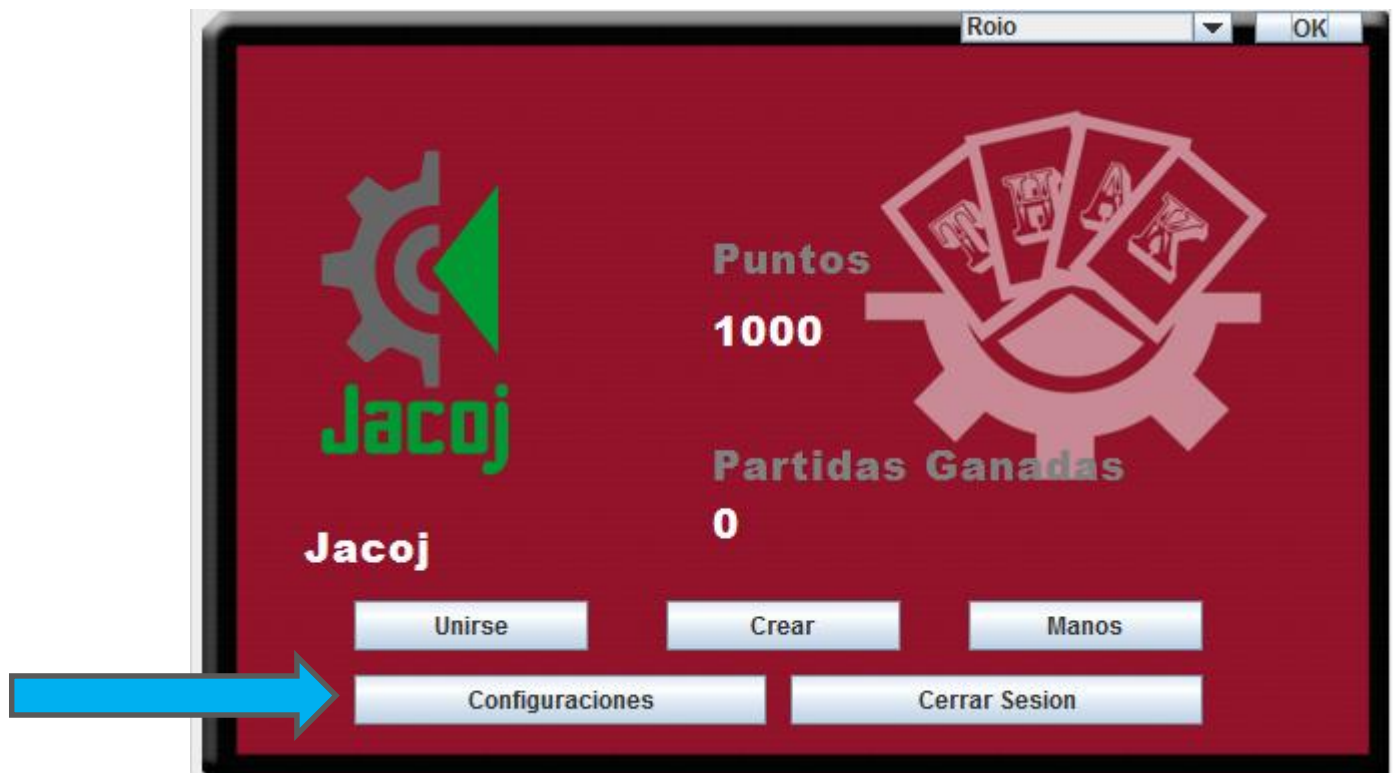 Roio
OK
T H A K
Puntos
1000
Jacoj
Partidas Ganadas
0
Jacoj
Unirse
Crear
Manos
Configuraciones
Cerrar Sesion